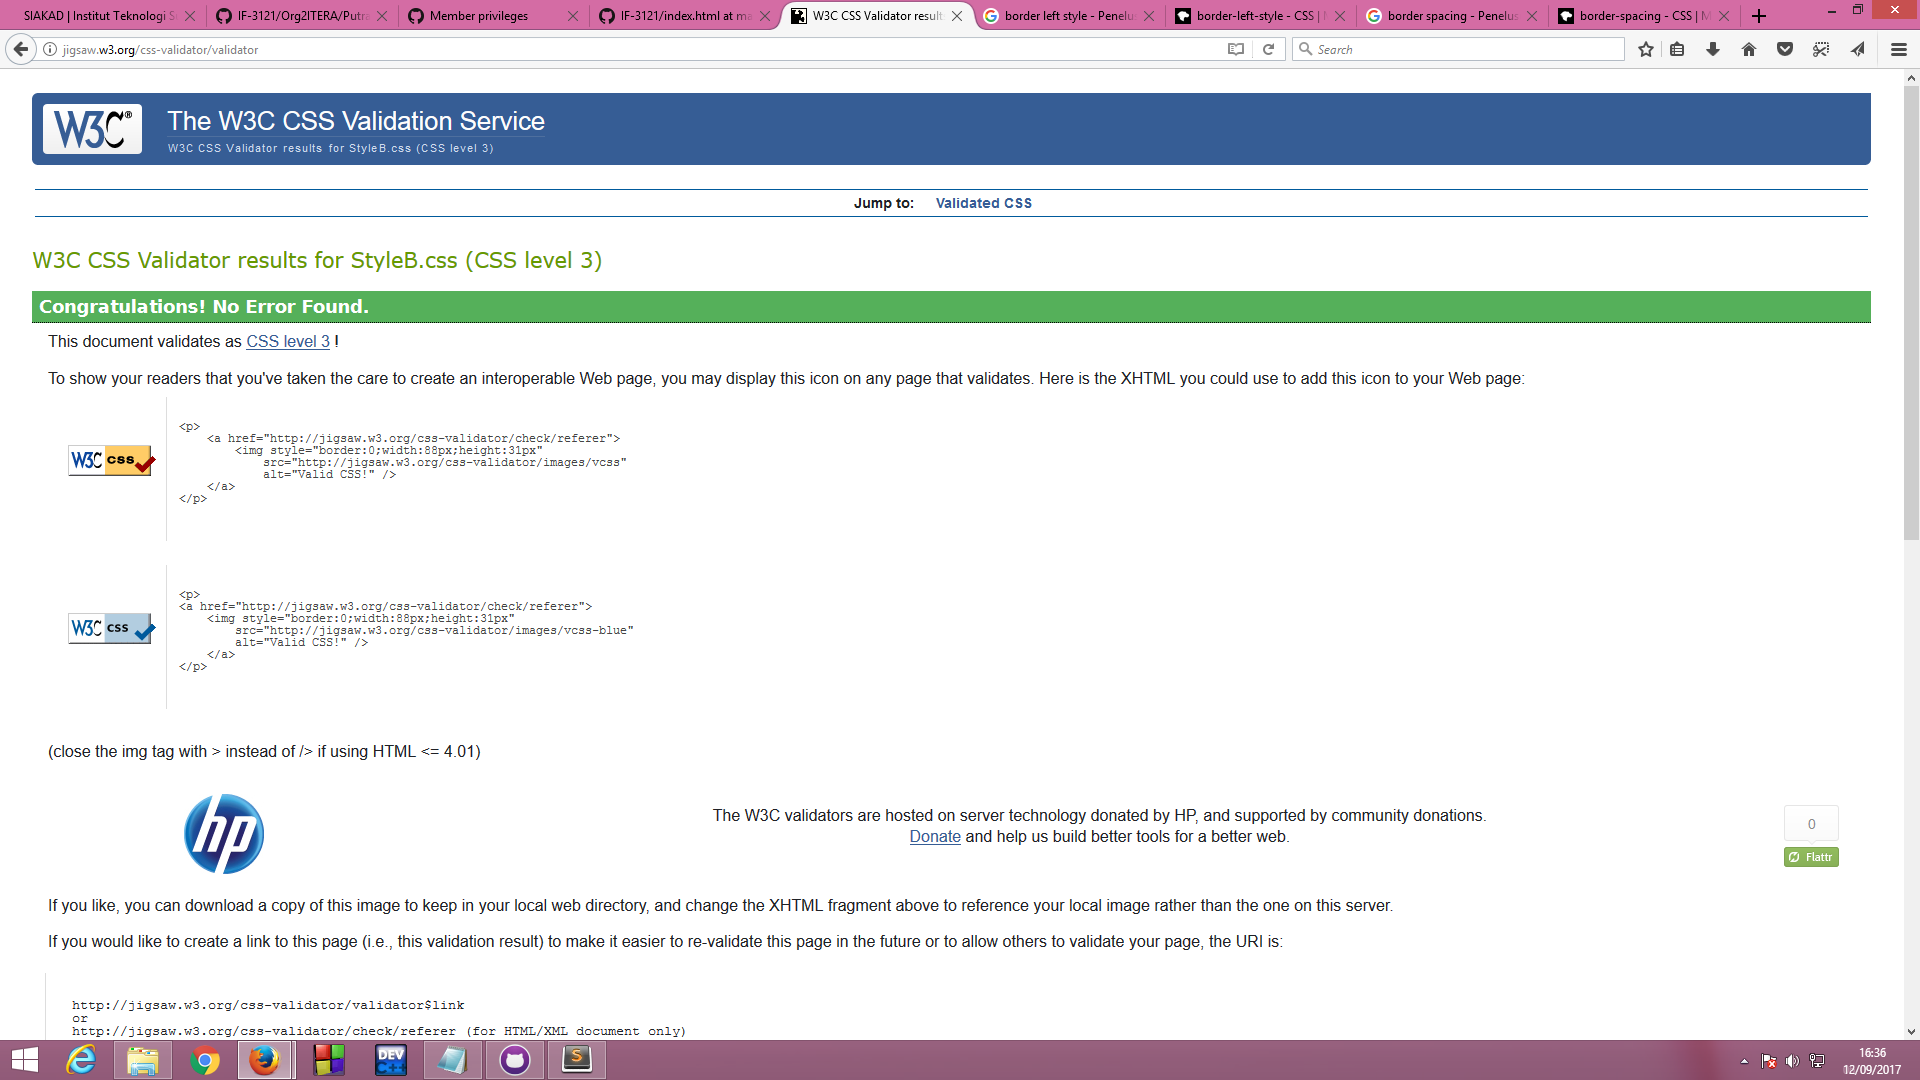 SIAKAD | Institut Teknologi S
IF-3121/Org2ITERA/Putra
Member privileges
IF-3121/index.html at ma
W3C CSS Validator result
border left style - Penelus
border-left-style - CSS | M
border spacing - Penelus
border-spacing - CSS | M
jigsaw.w3.org/css-validator/validator
Search
W3C®
The W3C CSS Validation Service
W3C CSS Validator results for StyleB.css (CSS level 3)
Jump to: Validated CSS
W3C CSS Validator results for StyleB.css (CSS level 3)
Congratulations! No Error Found.
This document validates as CSS level 3 !
To show your readers that you've taken the care to create an interoperable Web page, you may display this icon on any page that validates. Here is the XHTML you could use to add this icon to your Web page:
W3C css
<p>
<a href="http://jigsaw.w3.org/css-validator/check/referer">
<img style="border:0;width:88px;height:31px"
src="http://jigsaw.w3.org/css-validator/images/vcss"
alt="Valid CSS!" />
</a>
</p>
W3C css
<p>
<a href="http://jigsaw.w3.org/css-validator/check/referer">
<img style="border:0;width:88px;height:31px"
src="http://jigsaw.w3.org/css-validator/images/vcss-blue"
alt="Valid CSS!" />
</a>
</p>
(close the img tag with > instead of /> if using HTML <= 4.01)
hp
The W3C validators are hosted on server technology donated by HP, and supported by community donations.
Donate and help us build better tools for a better web.
0
Flattr
If you like, you can download a copy of this image to keep in your local web directory, and change the XHTML fragment above to reference your local image rather than the one on this server.
If you would like to create a link to this page (i.e., this validation result) to make it easier to re-validate this page in the future or to allow others to validate your page, the URI is:
http://jigsaw.w3.org/css-validator/validator$link
or
http://jigsaw.w3.org/css-validator/check/referer (for HTML/XML document only)
DEV
C++
S
16:36
12/09/2017